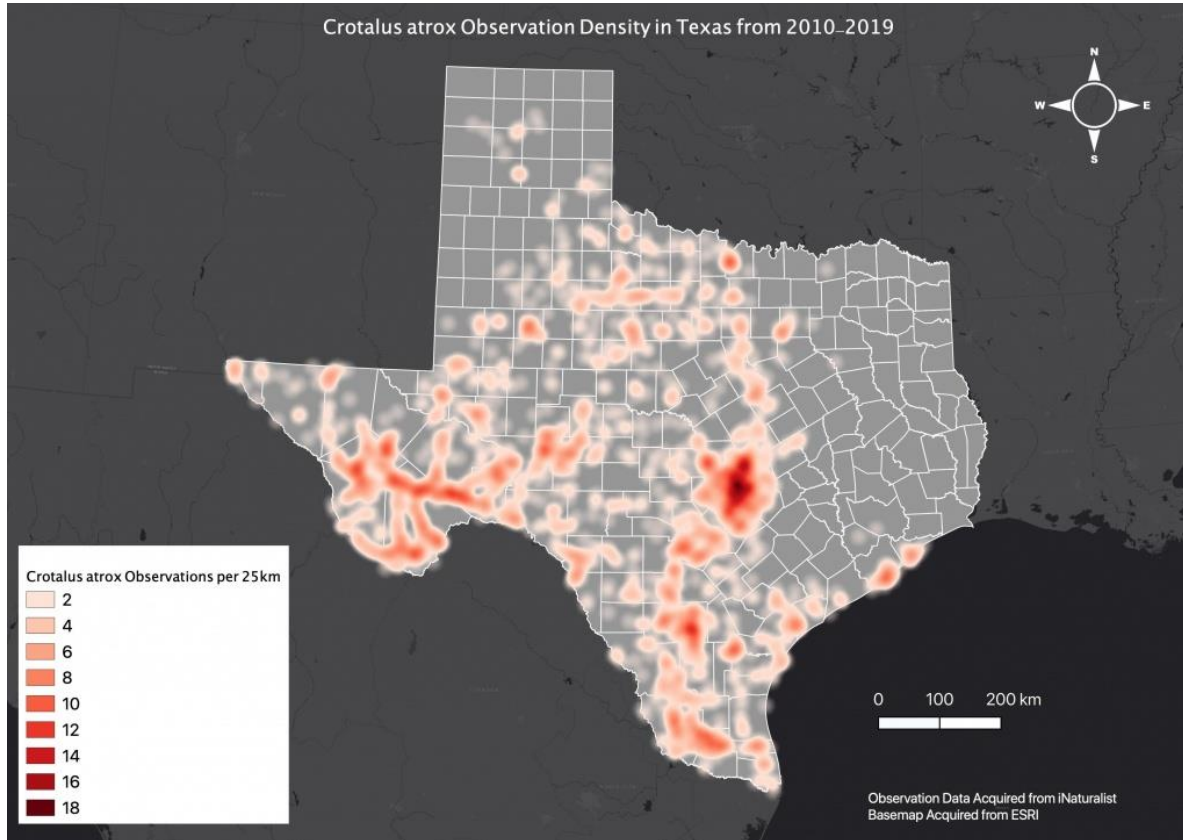 Crotalus atrox Observation Density in Texas from 2010-2019
N
W E
S
Crotalus atrox Observations per 25km
2
4
6
8
10
12
14
16
18
0 100 200 km
Observation Data Acquired from iNaturalist
Basemap Acquired from ESRI